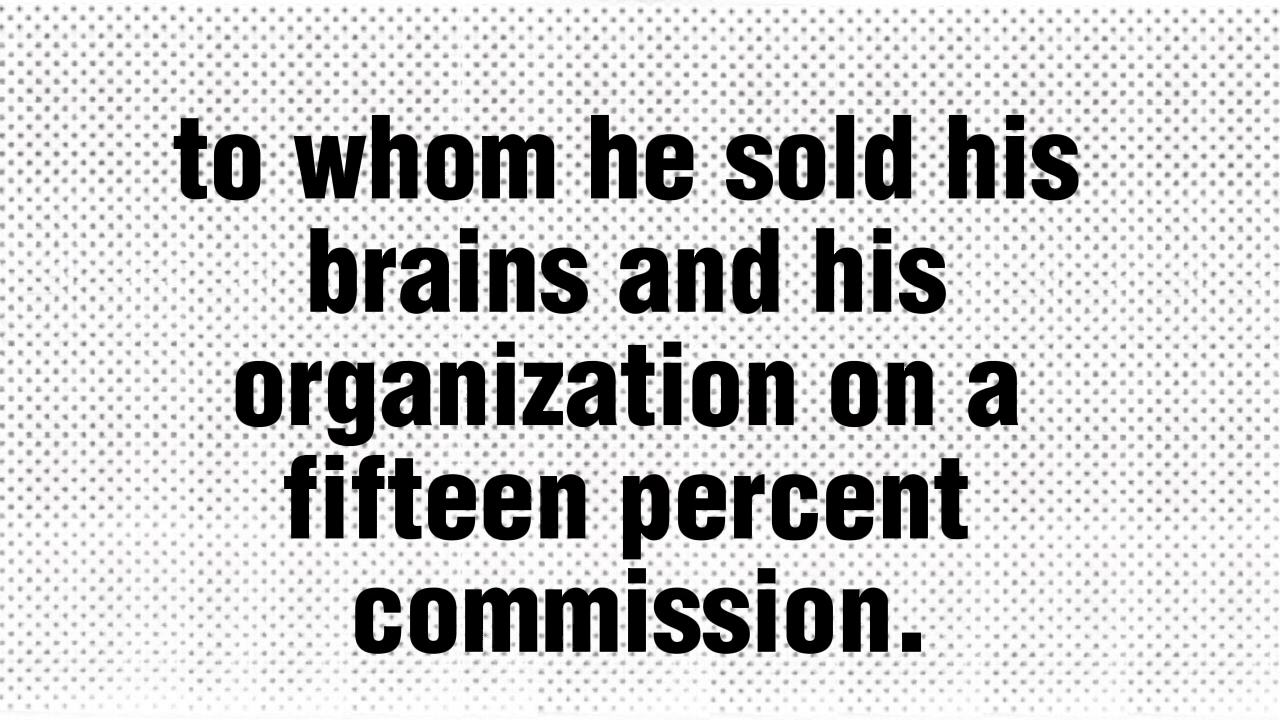 to whom he sold his
brains and his
organization on a
fifteen percent
commission.